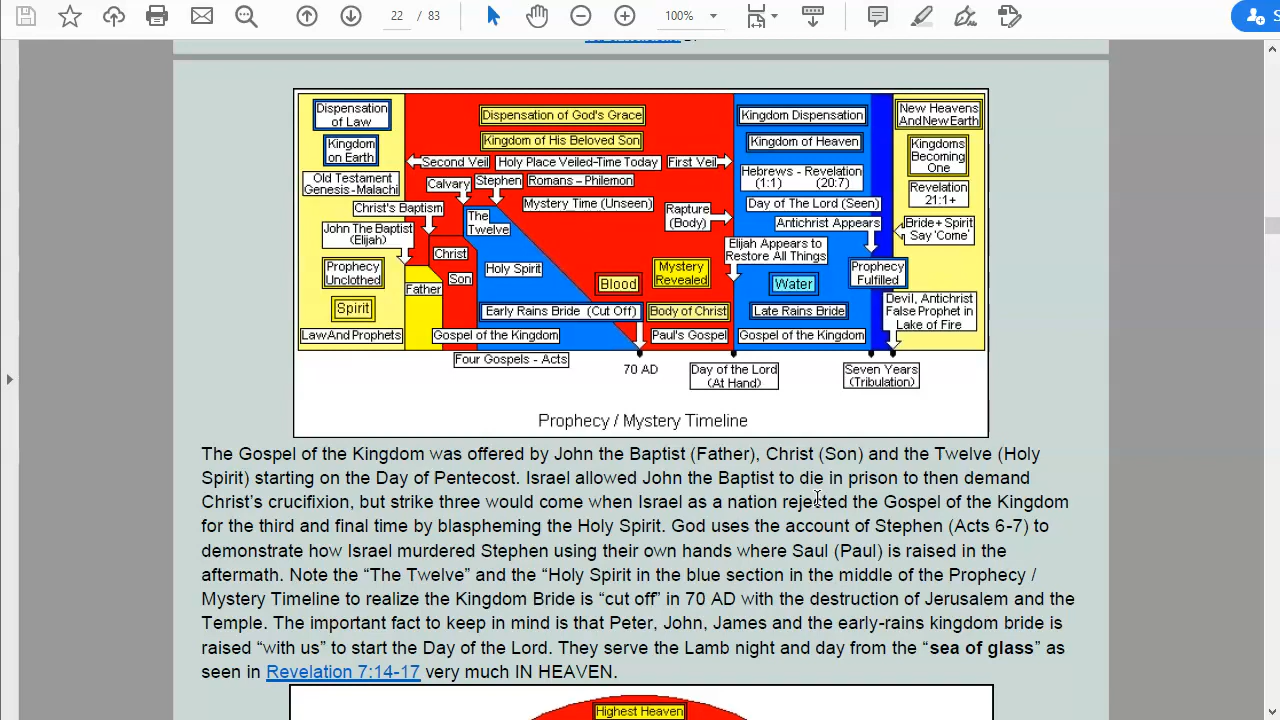 22 / 83
100%
Dispensation
of Law
Kingdom
on Earth
Old Testament
Genesis - Malachi
Christ's Baptism
John The Baptist
(Elijah)
Prophecy
Unclothed
Spirit
Law And Prophets
Dispensation of God's Grace
Kingdom of His Beloved Son
Second Veil
Holy Place Veiled-Time Today
First Veil
Calvary
Stephen
Romans – Philemon
Mystery Time (Unseen)
The
Twelve
Rapture
(Body)
Christ
Son
Father
Holy Spirit
Blood
Mystery
Revealed
Early Rains Bride (Cut Off)
Body of Christ
Gospel of the Kingdom
Paul's Gospel
Four Gospels - Acts
70 AD
Day of the Lord
(At Hand)
Kingdom Dispensation
Kingdom of Heaven
Hebrews - Revelation
(1:1) (20:7)
Day of The Lord (Seen)
Antichrist Appears
Elijah Appears to
Restore All Things
Water
Prophecy
Fulfilled
Late Rains Bride
Gospel of the Kingdom
Seven Years
(Tribulation)
New Heavens
And New Earth
Kingdoms
Becoming
One
Revelation
21:1+
Bride + Spirit
Say 'Come'
Devil, Antichrist
False Prophet in
Lake of Fire
Prophecy / Mystery Timeline
The Gospel of the Kingdom was offered by John the Baptist (Father), Christ (Son) and the Twelve (Holy
Spirit) starting on the Day of Pentecost. Israel allowed John the Baptist to die in prison to then demand
Christ's crucifixion, but strike three would come when Israel as a nation rejected the Gospel of the Kingdom
for the third and final time by blaspheming the Holy Spirit. God uses the account of Stephen (Acts 6-7) to
demonstrate how Israel murdered Stephen using their own hands where Saul (Paul) is raised in the
aftermath. Note the “The Twelve” and the “Holy Spirit in the blue section in the middle of the Prophecy /
Mystery Timeline to realize the Kingdom Bride is “cut off” in 70 AD with the destruction of Jerusalem and the
Temple. The important fact to keep in mind is that Peter, John, James and the early-rains kingdom bride is
raised “with us” to start the Day of the Lord. They serve the Lamb night and day from the “sea of glass” as
seen in Revelation 7:14-17 very much IN HEAVEN.
Highest Heaven